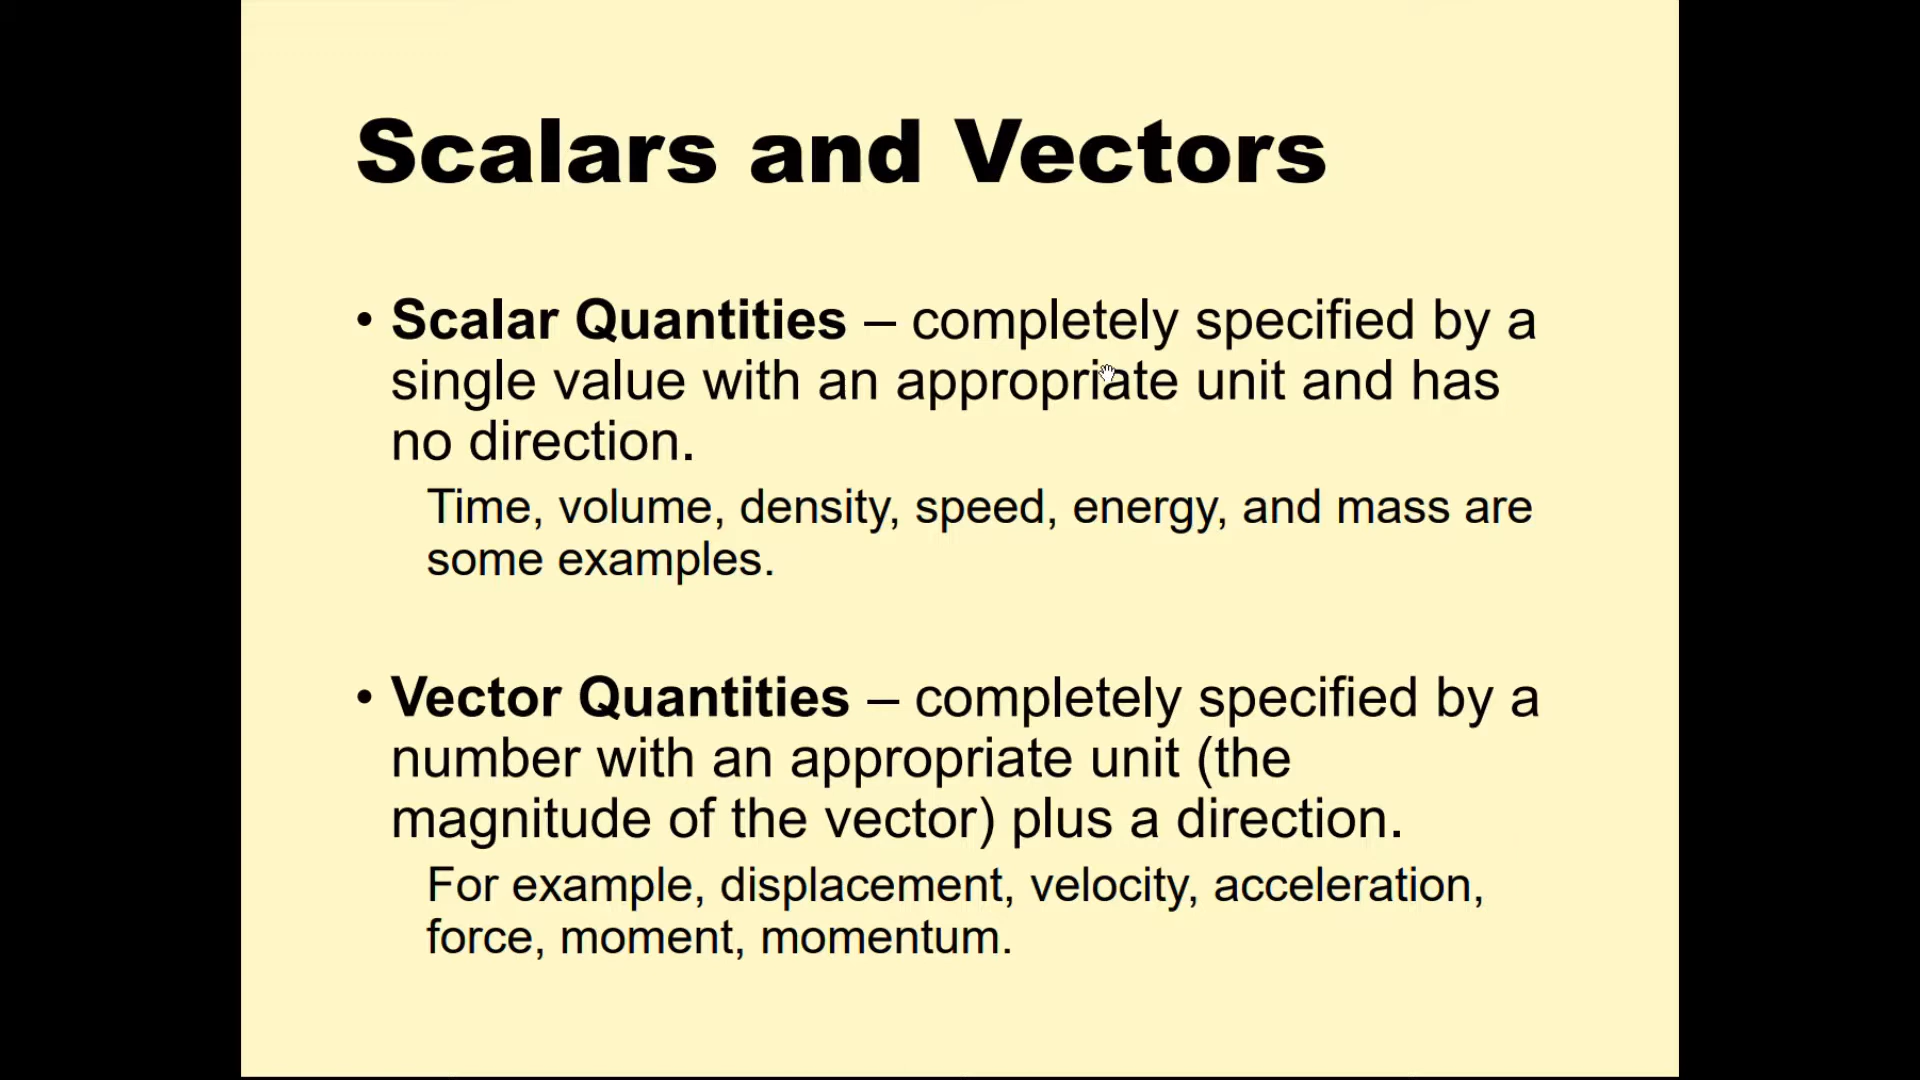 Scalars and Vectors
• Scalar Quantities – completely specified by a
single value with an appropriate unit and has
no direction.
Time, volume, density, speed, energy, and mass are
some examples.
• Vector Quantities – completely specified by a
number with an appropriate unit (the
magnitude of the vector) plus a direction.
For example, displacement, velocity, acceleration,
force, moment, momentum.